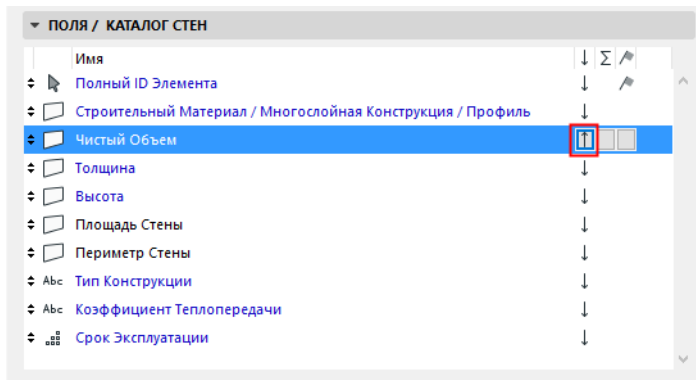 ПОЛЯ / КАТАЛОГ СТЕН
Имя Σ
Полный ID Элемента
Строительный Материал / Многослойная Конструкция / Профиль
Чистый Объем
Толщина
Высота
Площадь Стены
Периметр Стены
Abc Тип Конструкции
Abc Коэффициент Теплопередачи
Срок Эксплуатации